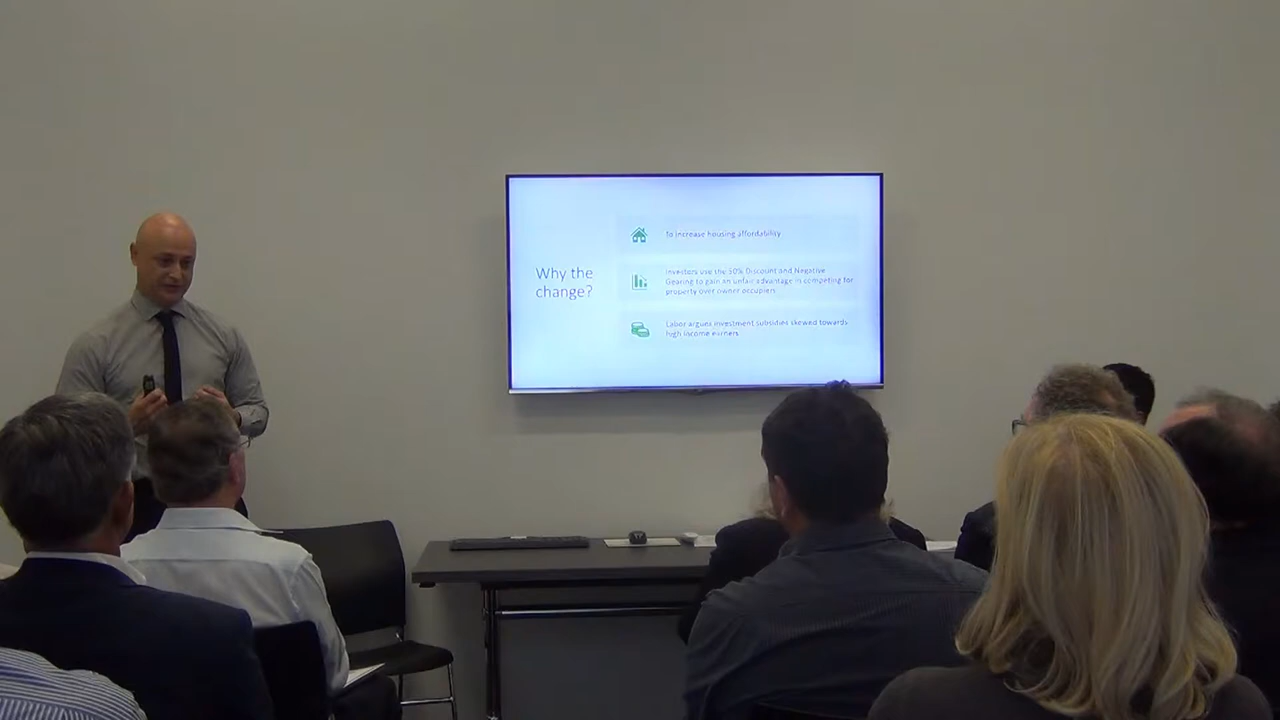 Why the
change?
To increase housing affordability
Investors use the 50% Discount and Negative
Gearing to gain an unfair advantage in competing for
property over owner occupiers
Labor argues investment subsidies skewed towards
high income earners